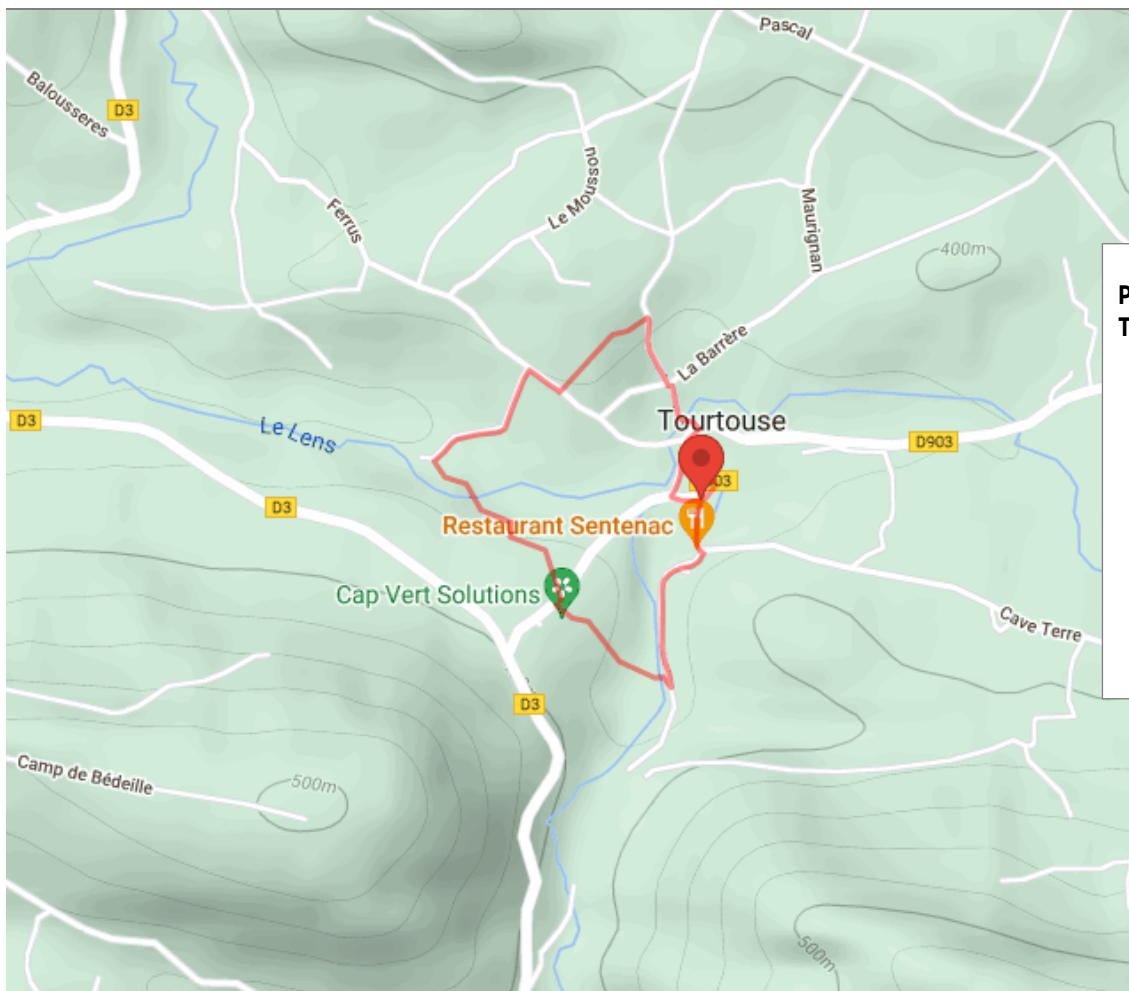 Pascal
Balousseres
D3
Le Mousson
Ferrus
Maurignan
400m
P
T
La Barrère
Tourtouse
D3
Le Lens
D903
D3
Restaurant Sentenac
Cap Vert Solutions
Cave Terre
D3
Camp de Bédeille
500m
500m